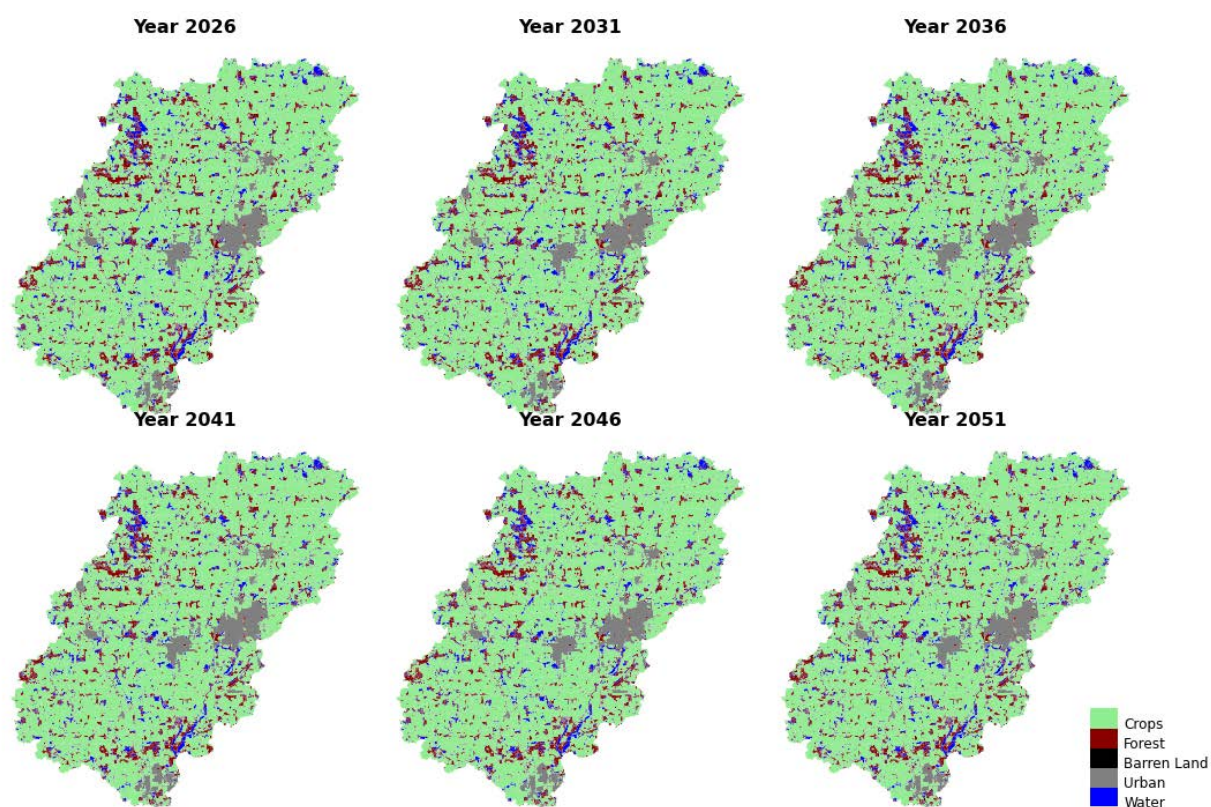 Year 2026
Year 2031
Year 2036
Year 2041
Year 2046
Year 2051
Crops
Forest
Barren Land
Urban
Water